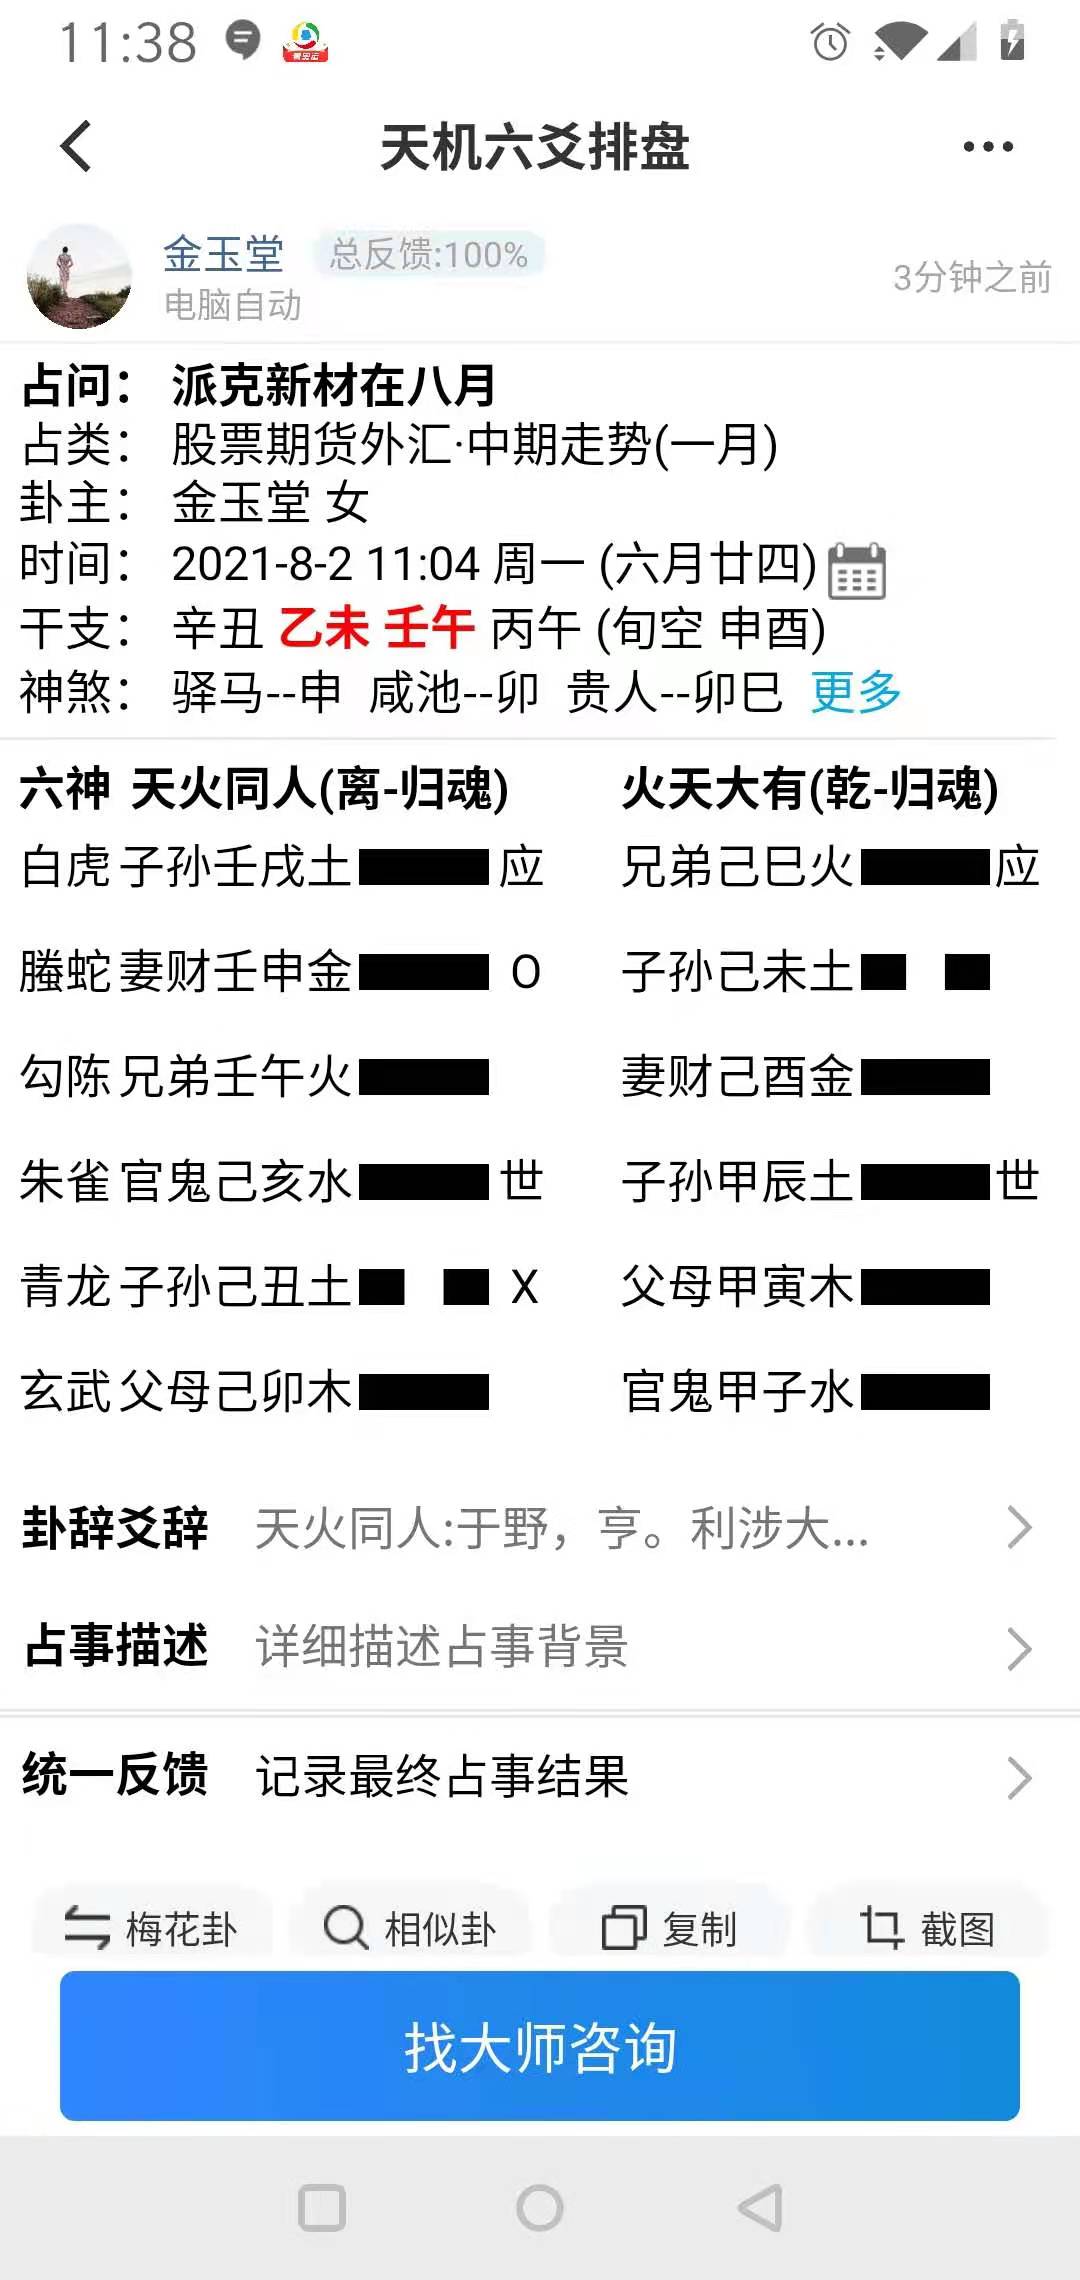 11:38
天机六爻排盘
金玉堂 总反馈:100%
电脑自动
3分钟之前
占问： 派克新材在八月
占类： 股票期货外汇·中期走势(一月)
卦主： 金玉堂 女
时间： 2021-8-2 11:04 周一 (六月廿四)
干支： 辛丑 乙未 壬午 丙午 (旬空 申酉)
神煞： 驿马--申 咸池--卯 贵人--卯巳 更多
六神 天火同人(离-归魂) 火天大有(乾-归魂)
白虎 子孙壬戌土 应 兄弟己巳火 应
螣蛇 妻财壬申金 O 子孙己未土
勾陈 兄弟壬午火 妻财己酉金
朱雀 官鬼己亥水 世 子孙甲辰土 世
青龙 子孙己丑土 X 父母甲寅木
玄武 父母己卯木 官鬼甲子水
卦辞爻辞 天火同人:于野，亨。利涉大...
占事描述 详细描述占事背景
统一反馈 记录最终占事结果
梅花卦 相似卦 复制 截图
找大师咨询